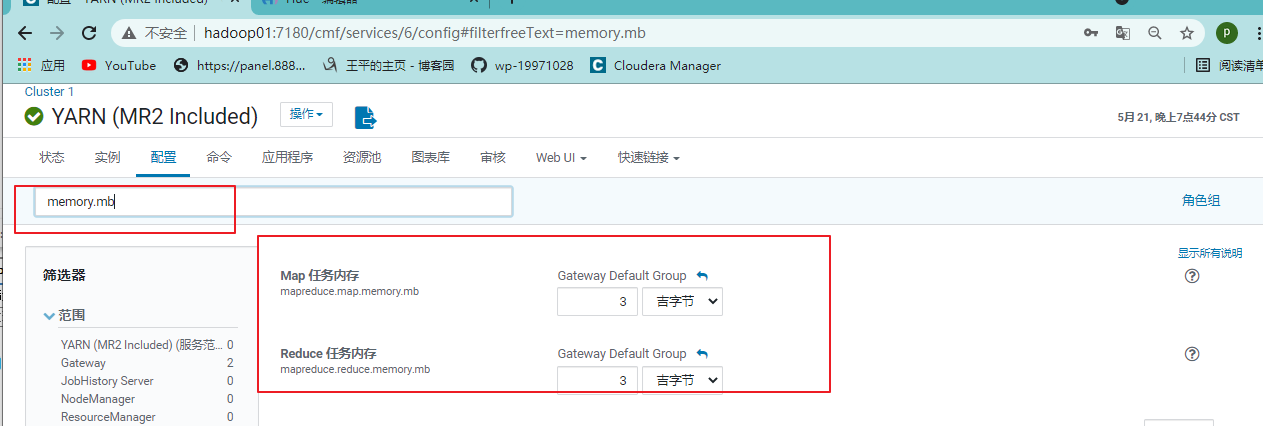 配置 - YARN (MR2 Included)
Hue - 编辑器
不安全 hadoop01:7180/cmf/services/6/config#filterfreeText=memory.mb
p
应用 YouTube https://panel.888... 王平的主页 - 博客园 wp-19971028 Cloudera Manager 阅读清单
Cluster 1
YARN (MR2 Included) 操作 5月 21, 晚上7点44分 CST
状态 实例 配置 命令 应用程序 资源池 图表库 审核 Web UI 快速链接
memory.mb 角色组
显示所有说明
筛选器
范围
YARN (MR2 Included) (服务范... 0
Gateway 2
JobHistory Server 0
NodeManager 0
ResourceManager 0
Map 任务内存 Gateway Default Group
mapreduce.map.memory.mb
3 吉字节
Reduce 任务内存 Gateway Default Group
mapreduce.reduce.memory.mb
3 吉字节